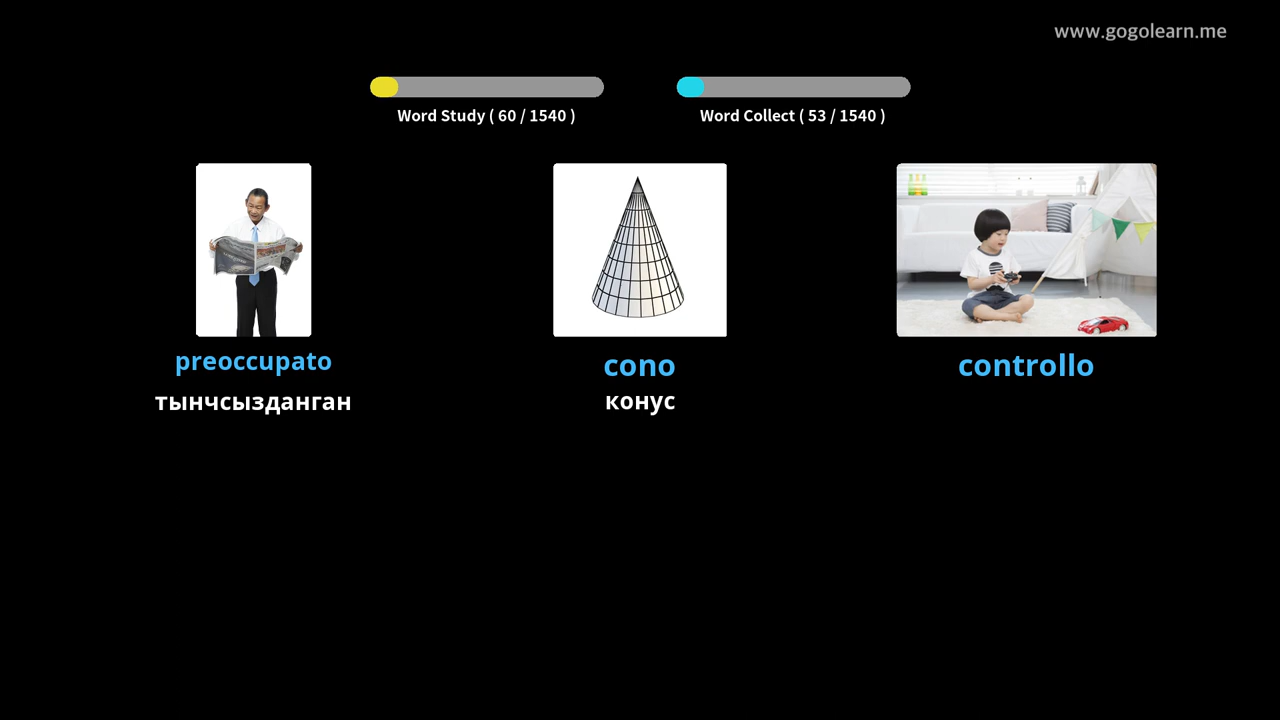 www.gogolearn.me
Word Study ( 60 / 1540 )
Word Collect ( 53 / 1540 )
preoccupato
тынчсызданган
cono
конус
controllo